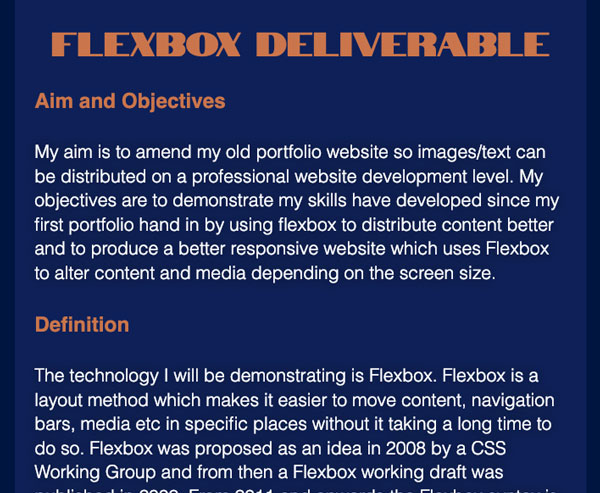 FLEXBOX DELIVERABLE
Aim and Objectives
My aim is to amend my old portfolio website so images/text can
be distributed on a professional website development level. My
objectives are to demonstrate my skills have developed since my
first portfolio hand in by using flexbox to distribute content better
and to produce a better responsive website which uses Flexbox
to alter content and media depending on the screen size.
Definition
The technology I will be demonstrating is Flexbox. Flexbox is a
layout method which makes it easier to move content, navigation
bars, media etc in specific places without it taking a long time to
do so. Flexbox was proposed as an idea in 2008 by a CSS
Working Group and from then a Flexbox working draft was